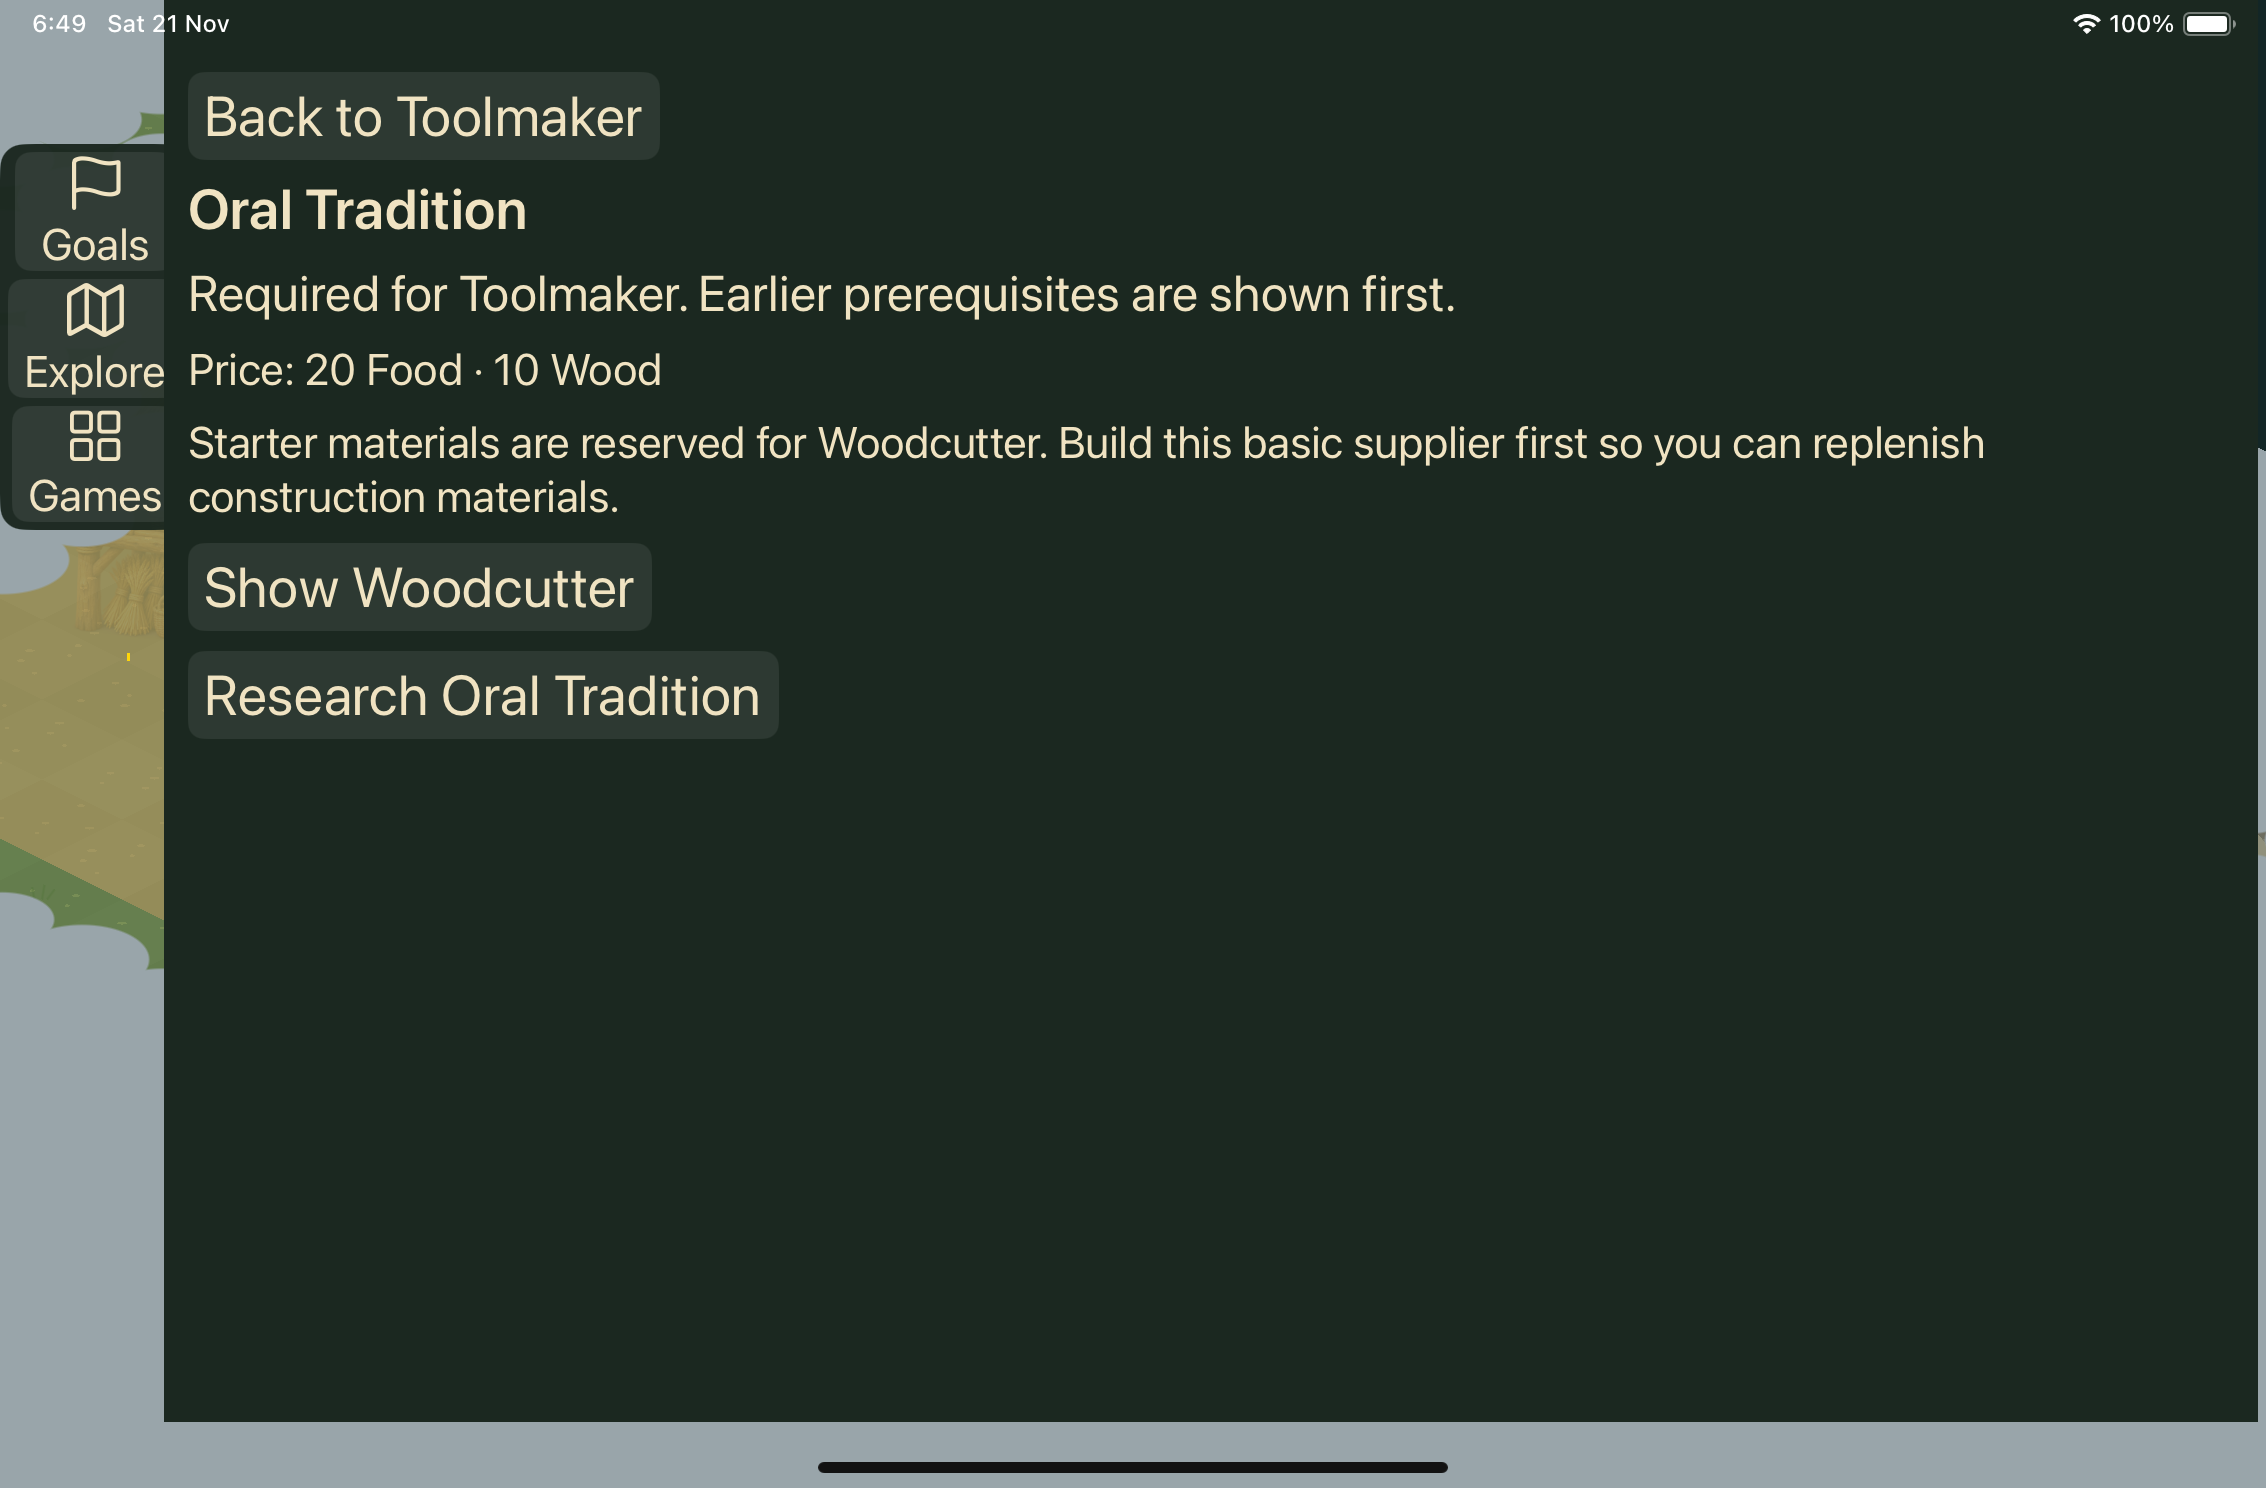 6:49 Sat 21 Nov
100%
Back to Toolmaker
Oral Tradition
Goals
Required for Toolmaker. Earlier prerequisites are shown first.
Explore
Price: 20 Food · 10 Wood
Starter materials are reserved for Woodcutter. Build this basic supplier first so you can replenish
construction materials.
Games
Show Woodcutter
Research Oral Tradition